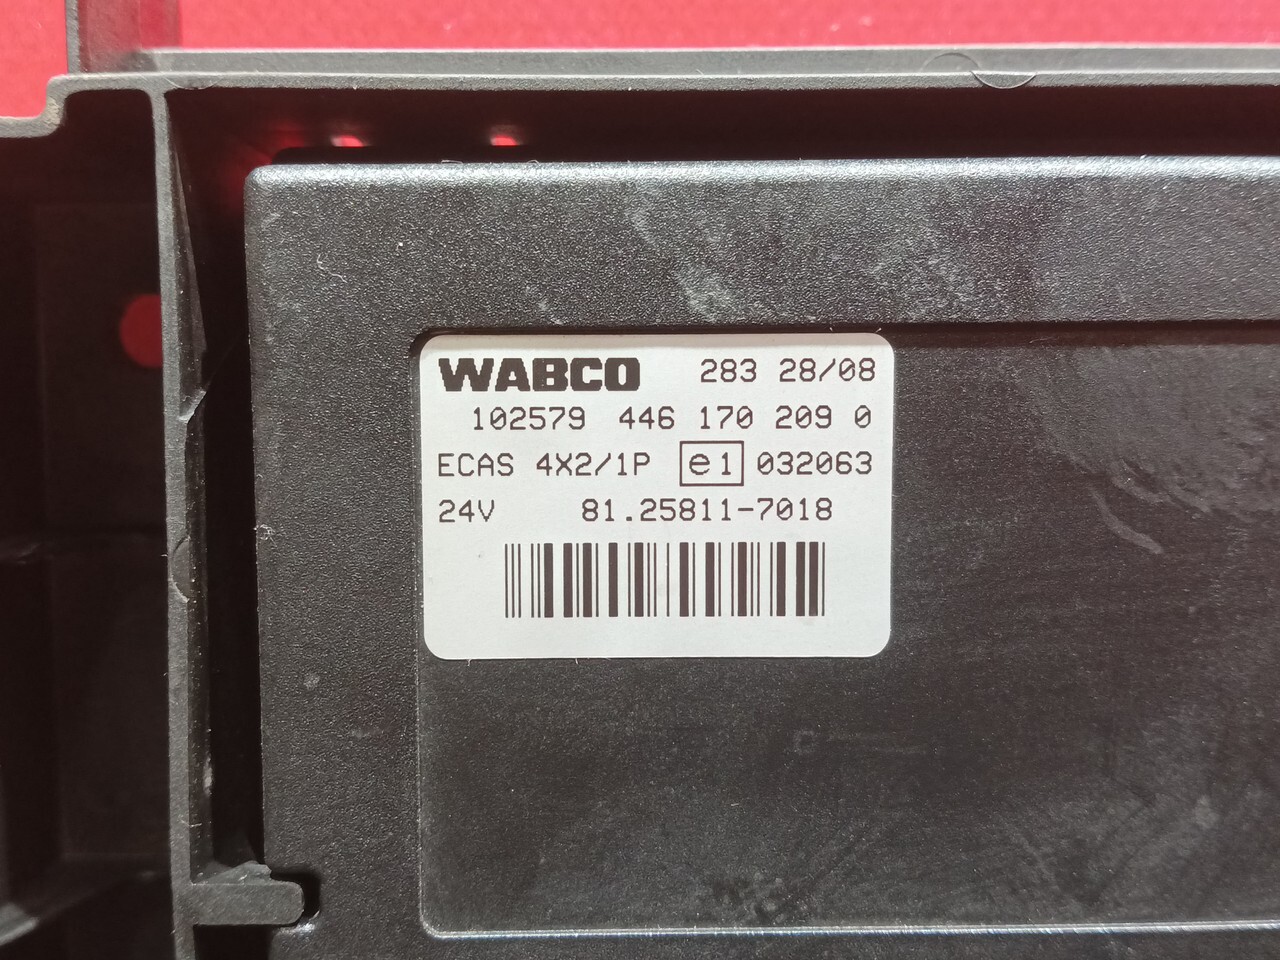 WABCO 283 28/08
102579 446 170 209 0
ECAS 4X2/1P e1 032063
24V 81.25811-7018